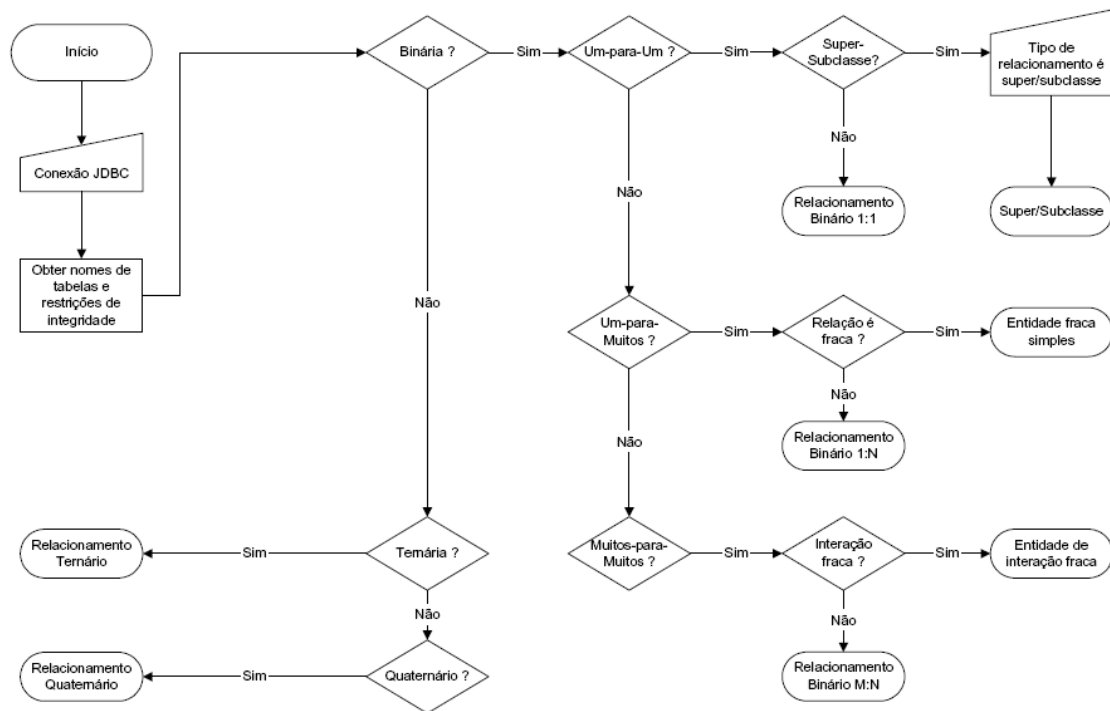 Início
Binária ?
Sim
Um-para-Um ?
Sim
Super-
Subclasse?
Sim
Tipo de
relacionamento é
super/subclasse
Não
Conexão JDBC
Não
Relacionamento
Binário 1:1
Super/Subclasse
Obter nomes de
tabelas e
restrições de
integridade
Não
Um-para-
Muitos ?
Sim
Relação é
fraca ?
Sim
Entidade fraca
simples
Não
Relacionamento
Binário 1:N
Não
Relacionamento
Ternário
Sim
Ternária ?
Muitos-para-
Muitos ?
Sim
Interação
fraca ?
Sim
Entidade de
interação fraca
Não
Não
Relacionamento
Quaternário
Sim
Quaternário ?
Relacionamento
Binário M:N